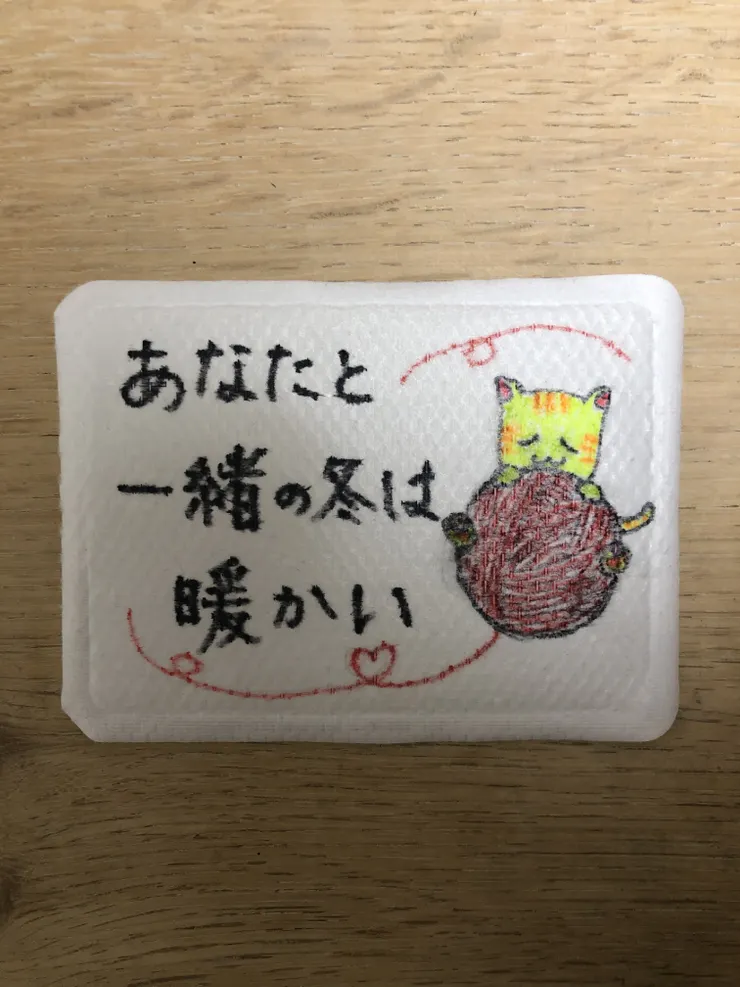 あなたと
一緒の冬は
暖かい